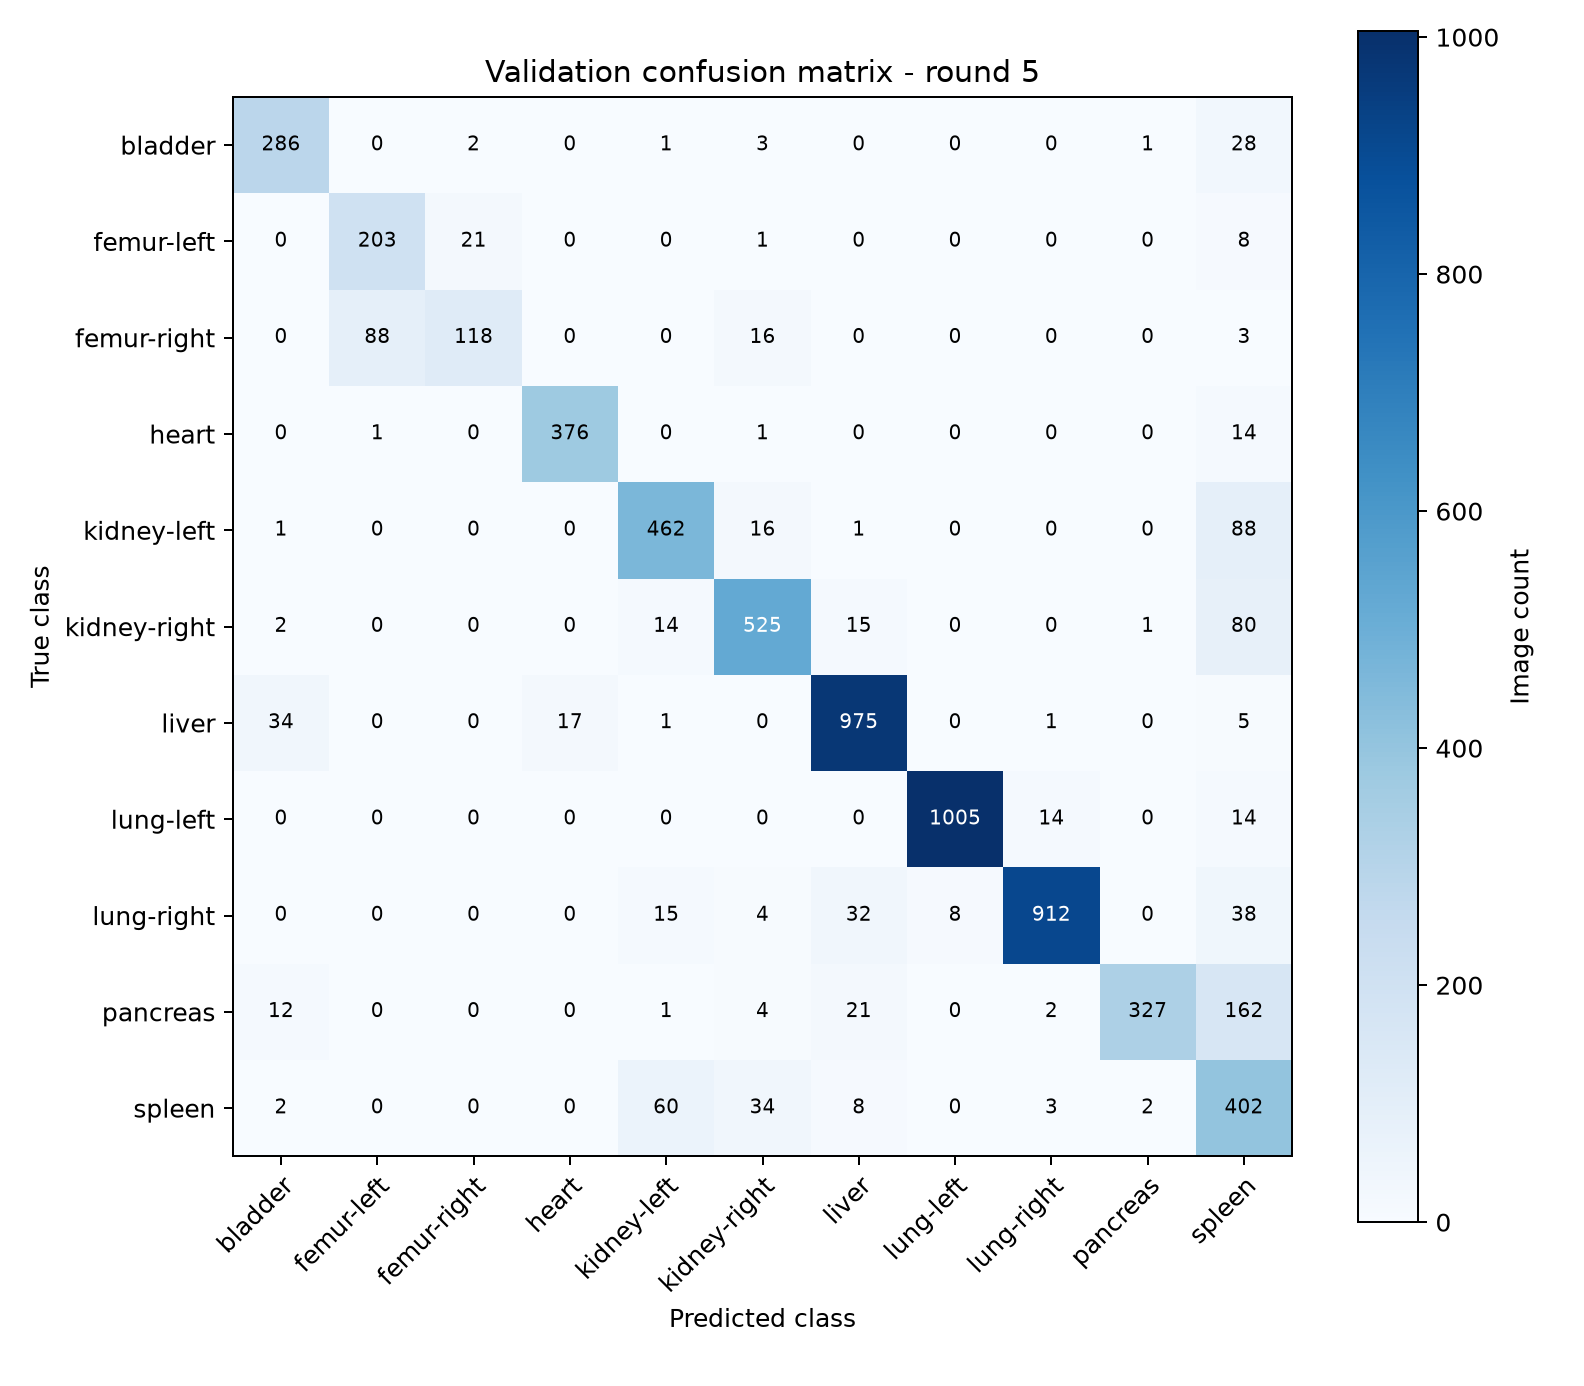 Validation confusion matrix - round 5
True class
bladder 286 0 2 0 1 3 0 0 0 1 28
femur-left 0 203 21 0 0 1 0 0 0 0 8
femur-right 0 88 118 0 0 16 0 0 0 0 3
heart 0 1 0 376 0 1 0 0 0 0 14
kidney-left 1 0 0 0 462 16 1 0 0 0 88
kidney-right 2 0 0 0 14 525 15 0 0 1 80
liver 34 0 0 17 1 0 975 0 1 0 5
lung-left 0 0 0 0 0 0 0 1005 14 0 14
lung-right 0 0 0 0 15 4 32 8 912 0 38
pancreas 12 0 0 0 1 4 21 0 2 327 162
spleen 2 0 0 0 60 34 8 0 3 2 402
bladder femur-left femur-right heart kidney-left kidney-right liver lung-left lung-right pancreas spleen
Predicted class
1000
800
600
400
200
0
Image count